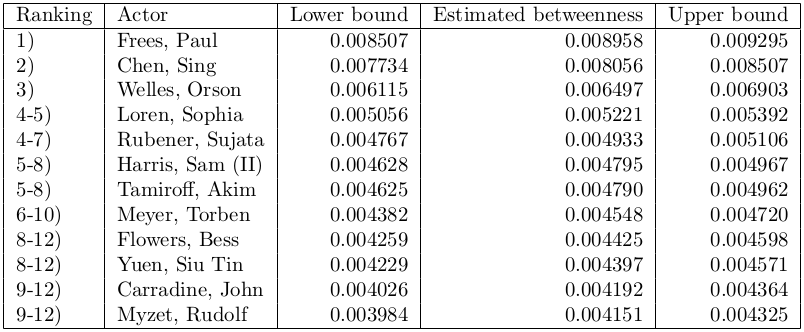 Ranking Actor Lower bound Estimated betweenness Upper bound
1) Frees, Paul 0.008507 0.008958 0.009295
2) Chen, Sing 0.007734 0.008056 0.008507
3) Welles, Orson 0.006115 0.006497 0.006903
4-5) Loren, Sophia 0.005056 0.005221 0.005392
4-7) Rubener, Sujata 0.004767 0.004933 0.005106
5-8) Harris, Sam (II) 0.004628 0.004795 0.004967
5-8) Tamiroff, Akim 0.004625 0.004790 0.004962
6-10) Meyer, Torben 0.004382 0.004548 0.004720
8-12) Flowers, Bess 0.004259 0.004425 0.004598
8-12) Yuen, Siu Tin 0.004229 0.004397 0.004571
9-12) Carradine, John 0.004026 0.004192 0.004364
9-12) Myzet, Rudolf 0.003984 0.004151 0.004325